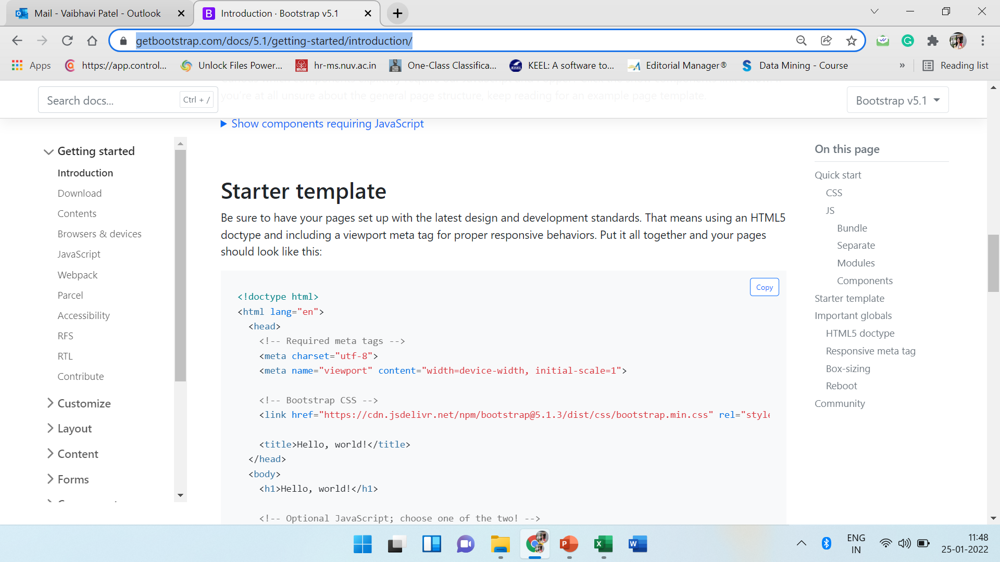 Mail - Vaibhavi Patel - Outlook
Introduction · Bootstrap v5.1
getbootstrap.com/docs/5.1/getting-started/introduction/
Apps
https://app.control...
Unlock Files Power...
hr-ms.nuv.ac.in
One-Class Classifica...
KEEL: A software to...
Editorial Manager®
Data Mining - Course
»
Reading list
Search docs...
Ctrl + /
you're at all unsure about the general page structure, keep reading for an example page template.
Bootstrap v5.1
Show components requiring JavaScript
Getting started
Introduction
Download
Contents
Browsers & devices
JavaScript
Webpack
Parcel
Accessibility
RFS
RTL
Contribute
Customize
Layout
Content
Forms
Starter template
Be sure to have your pages set up with the latest design and development standards. That means using an HTML5
doctype and including a viewport meta tag for proper responsive behaviors. Put it all together and your pages
should look like this:
Copy
<!doctype html>
<html lang="en">
<head>
<!-- Required meta tags -->
<meta charset="utf-8">
<meta name="viewport" content="width=device-width, initial-scale=1">
<!-- Bootstrap CSS -->
<link href="https://cdn.jsdelivr.net/npm/bootstrap@5.1.3/dist/css/bootstrap.min.css" rel="style
<title>Hello, world!</title>
</head>
<body>
<h1>Hello, world!</h1>
<!-- Optional JavaScript; choose one of the two! -->
On this page
Quick start
CSS
JS
Bundle
Separate
Modules
Components
Starter template
Important globals
HTML5 doctype
Responsive meta tag
Box-sizing
Reboot
Community
ENG
IN
11:48
25-01-2022